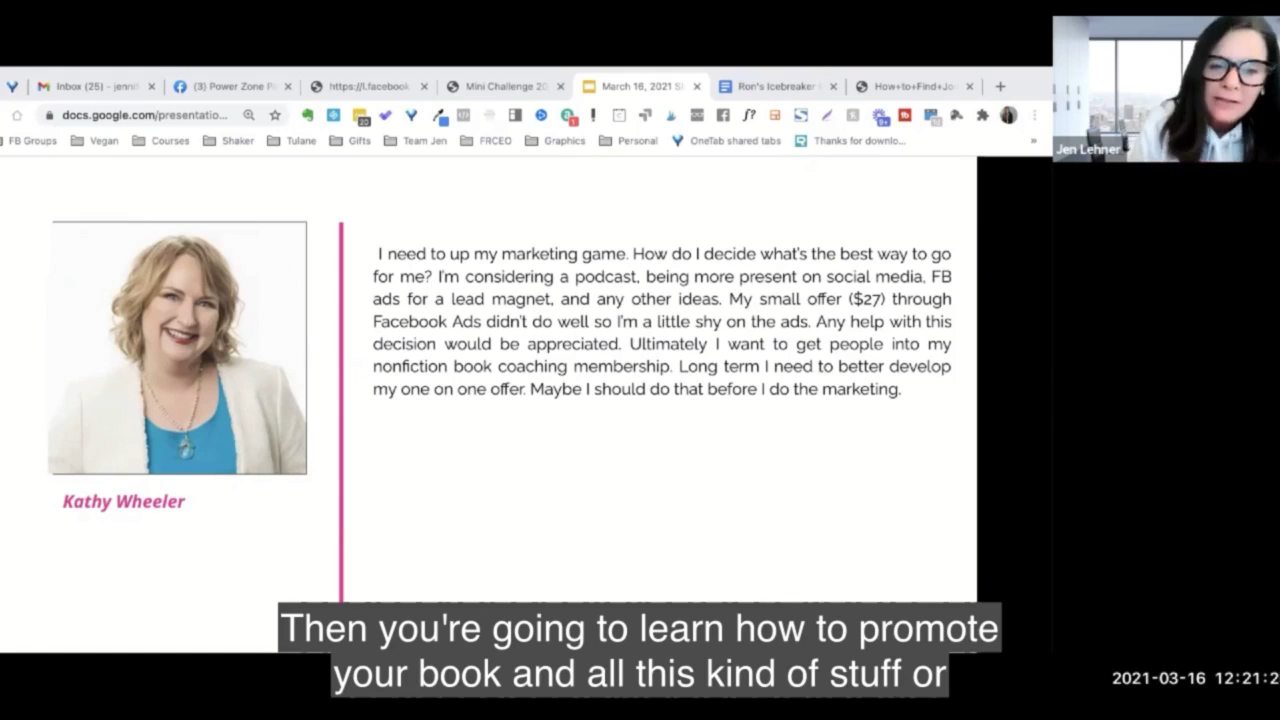 Inbox (25) - jenni
(3) Power Zone P
https://l.facebook
Mini Challenge 20
March 16, 2021 S
Ron's Icebreaker
How+to+Find+Jo
docs.google.com/presentatio...
FB Groups
Vegan
Courses
Shaker
Tulane
Gifts
Team Jen
FRCEO
Graphics
Personal
OneTab shared tabs
Thanks for downlo...
»
Jen Lehner
I need to up my marketing game. How do I decide what's the best way to go
for me? I'm considering a podcast, being more present on social media, FB
ads for a lead magnet, and any other ideas. My small offer ($27) through
Facebook Ads didn't do well so I'm a little shy on the ads. Any help with this
decision would be appreciated. Ultimately I want to get people into my
nonfiction book coaching membership. Long term I need to better develop
my one on one offer. Maybe I should do that before I do the marketing.
Kathy Wheeler
Then you're going to learn how to promote
your book and all this kind of stuff or
2021-03-16 12:21:2